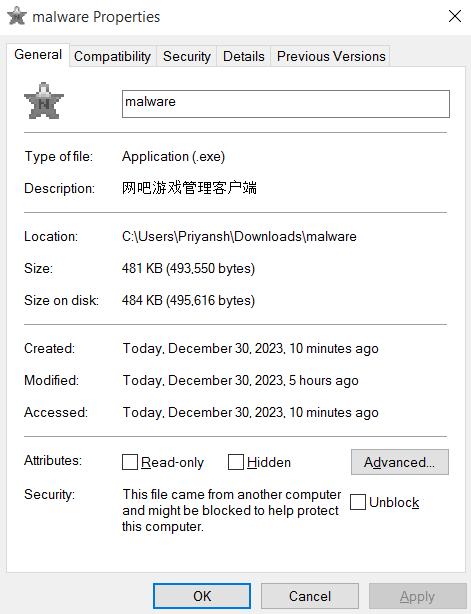 malware Properties
General Compatibility Security Details Previous Versions
malware
Type of file: Application (.exe)
Description: 网吧游戏管理客户端
Location: C:\Users\Priyansh\Downloads\malware
Size: 481 KB (493,550 bytes)
Size on disk: 484 KB (495,616 bytes)
Created: Today, December 30, 2023, 10 minutes ago
Modified: Today, December 30, 2023, 5 hours ago
Accessed: Today, December 30, 2023, 10 minutes ago
Attributes: Read-only Hidden Advanced...
Security: This file came from another computer
and might be blocked to help protect Unblock
this computer.
OK Cancel Apply